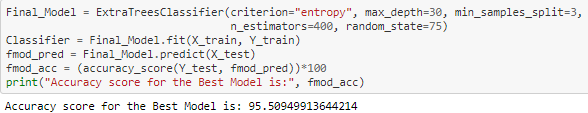 Final_Model = ExtraTreesClassifier(criterion="entropy", max_depth=30, min_samples_split=3,
n_estimators=400, random_state=75)
Classifier = Final_Model.fit(X_train, Y_train)
fmod_pred = Final_Model.predict(X_test)
fmod_acc = (accuracy_score(Y_test, fmod_pred))*100
print("Accuracy score for the Best Model is:", fmod_acc)
Accuracy score for the Best Model is: 95.50949913644214